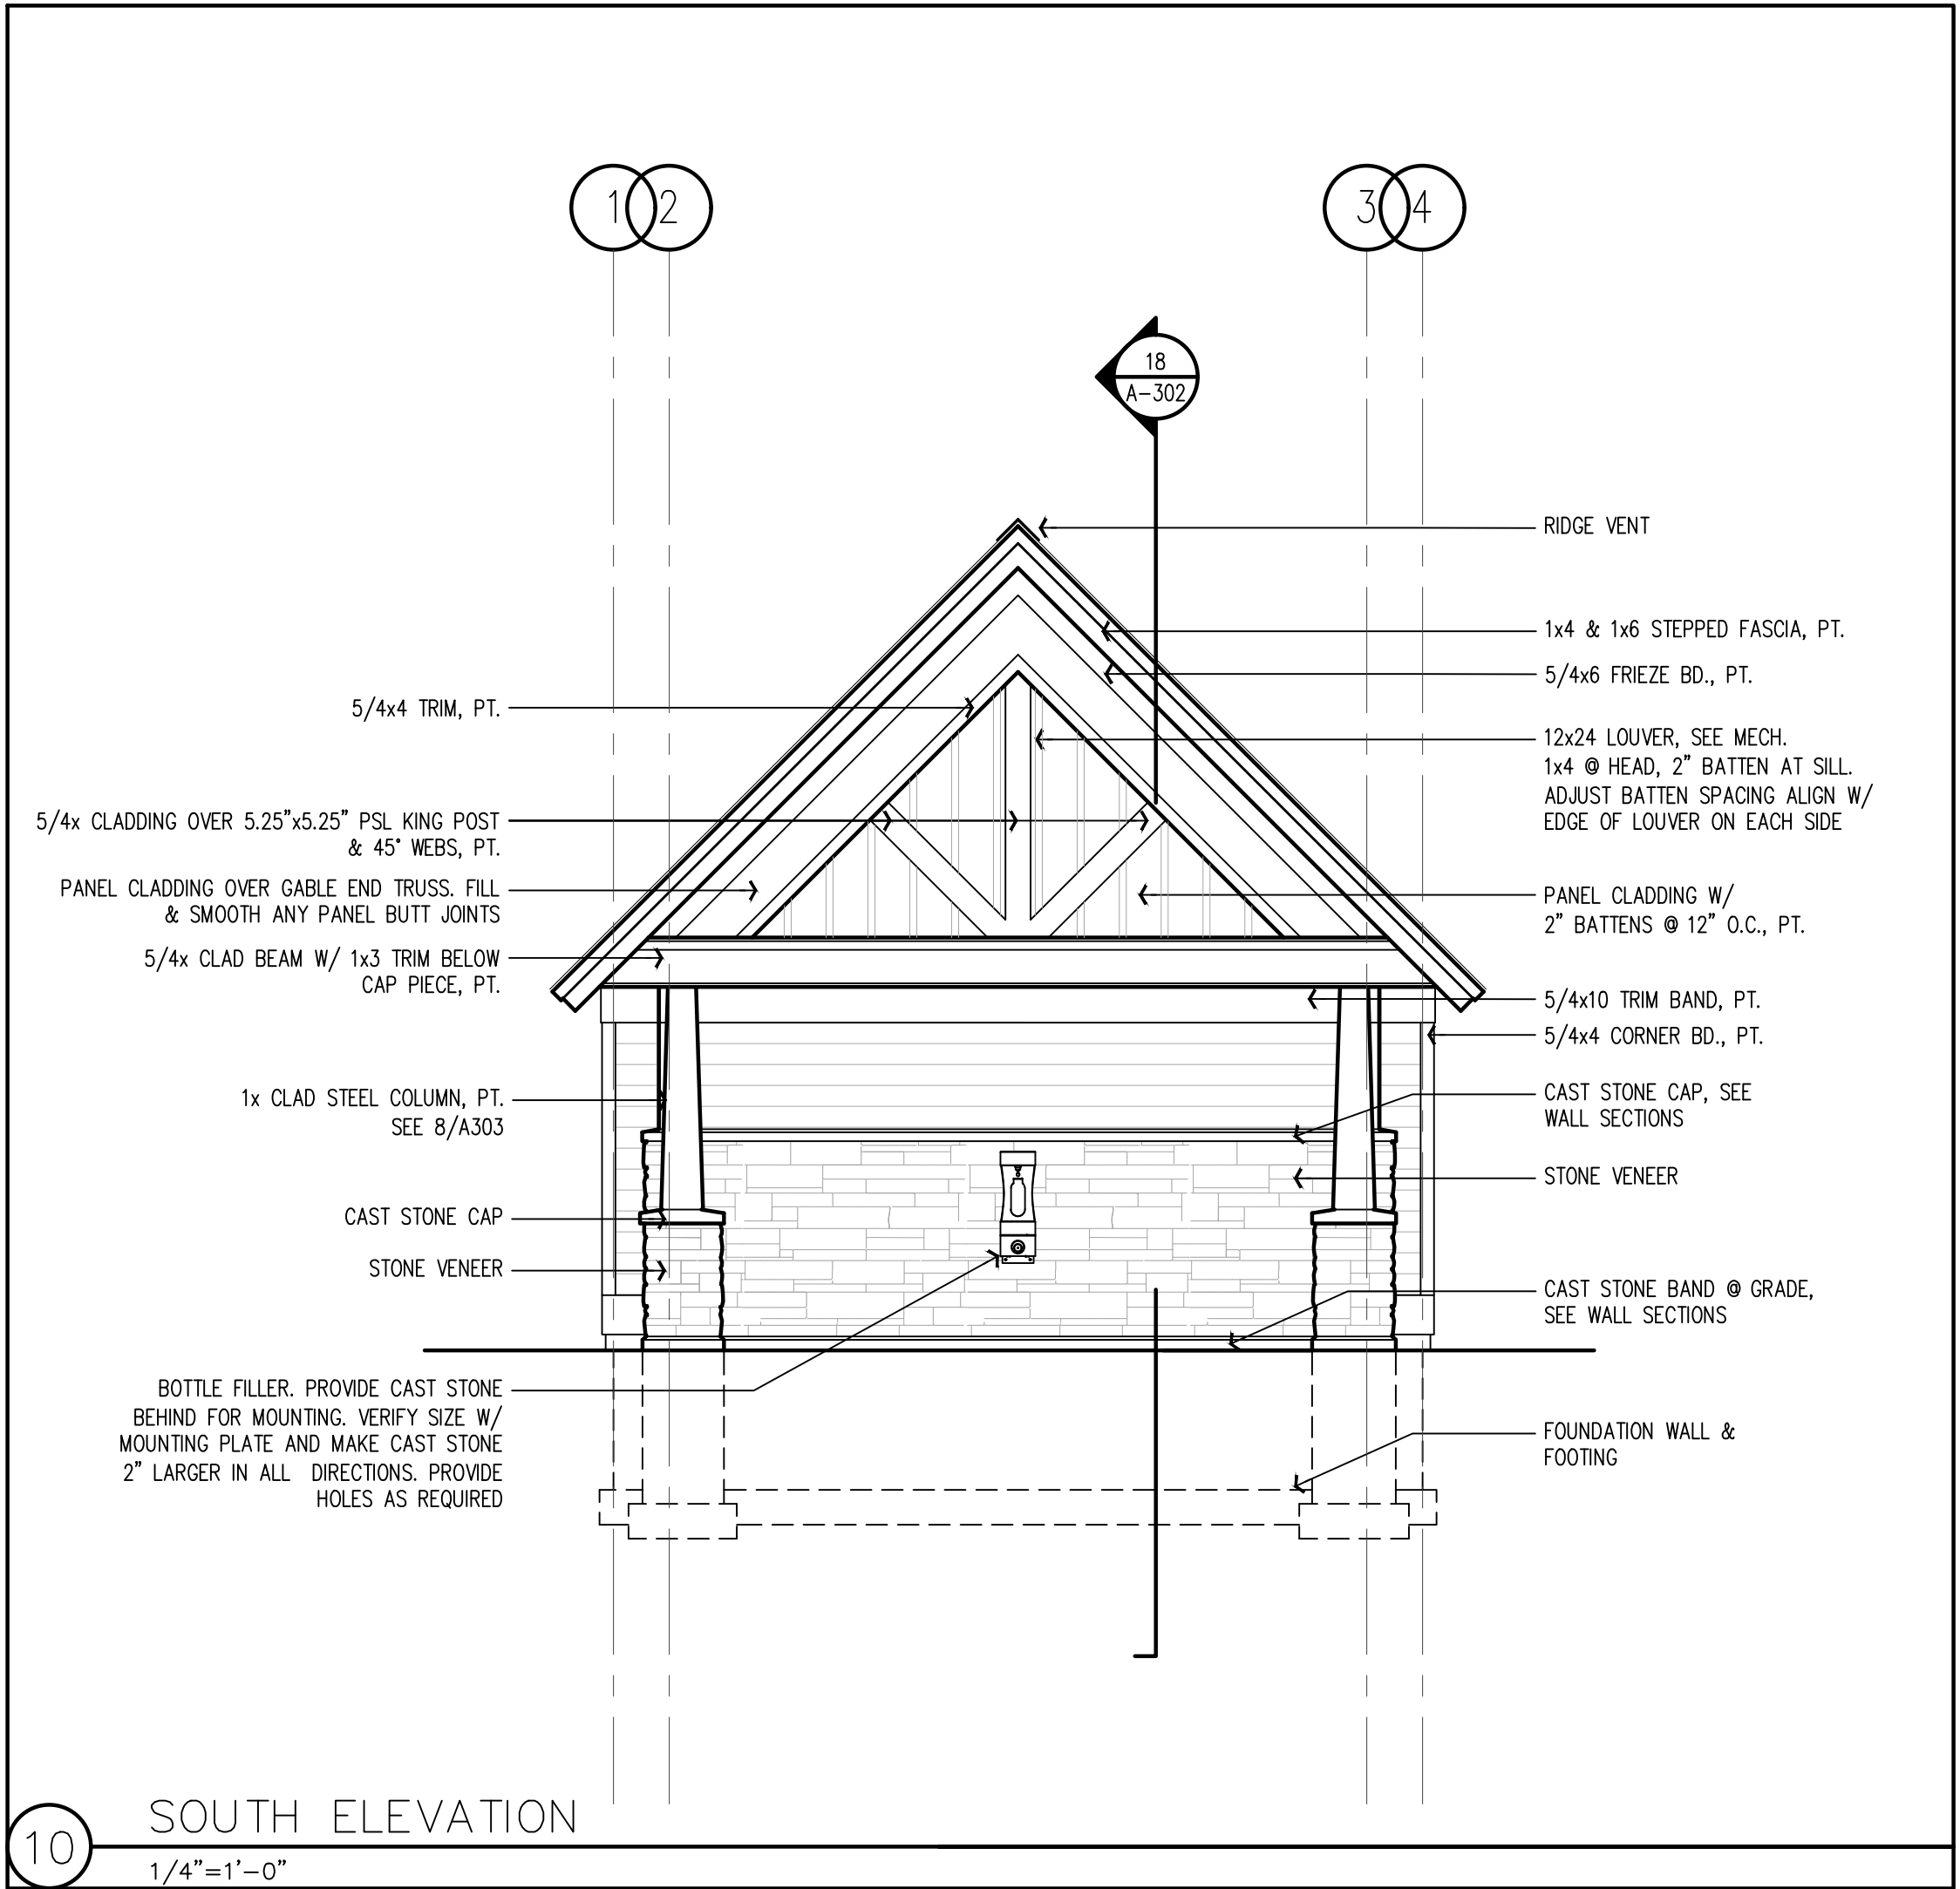 1
2
3
4
18
A-302
RIDGE VENT
1x4 & 1x6 STEPPED FASCIA, PT.
5/4x6 FRIEZE BD., PT.
12x24 LOUVER, SEE MECH.
1x4 @ HEAD, 2” BATTEN AT SILL.
ADJUST BATTEN SPACING ALIGN W/
EDGE OF LOUVER ON EACH SIDE
PANEL CLADDING W/
2” BATTENS @ 12” O.C., PT.
5/4x10 TRIM BAND, PT.
5/4x4 CORNER BD., PT.
CAST STONE CAP, SEE
WALL SECTIONS
STONE VENEER
CAST STONE BAND @ GRADE,
SEE WALL SECTIONS
FOUNDATION WALL &
FOOTING
5/4x4 TRIM, PT.
5/4x CLADDING OVER 5.25”x5.25” PSL KING POST
& 45° WEBS, PT.
PANEL CLADDING OVER GABLE END TRUSS. FILL
& SMOOTH ANY PANEL BUTT JOINTS
5/4x CLAD BEAM W/ 1x3 TRIM BELOW
CAP PIECE, PT.
1x CLAD STEEL COLUMN, PT.
SEE 8/A303
CAST STONE CAP
STONE VENEER
BOTTLE FILLER. PROVIDE CAST STONE
BEHIND FOR MOUNTING. VERIFY SIZE W/
MOUNTING PLATE AND MAKE CAST STONE
2” LARGER IN ALL DIRECTIONS. PROVIDE
HOLES AS REQUIRED
10
SOUTH ELEVATION
1/4”=1’-0”